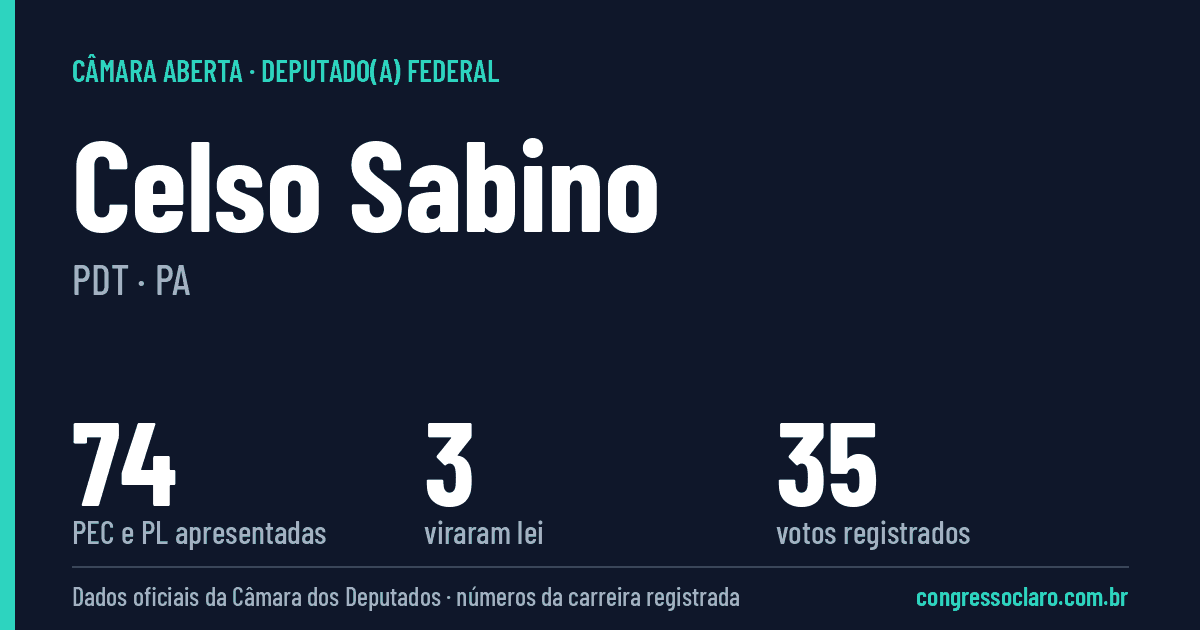 CÂMARA ABERTA · DEPUTADO(A) FEDERAL
Celso Sabino
PDT · PA
74 3 35
PEC e PL apresentadas viraram lei votos registrados
Dados oficiais da Câmara dos Deputados · números da carreira registrada congressoclaro.com.br